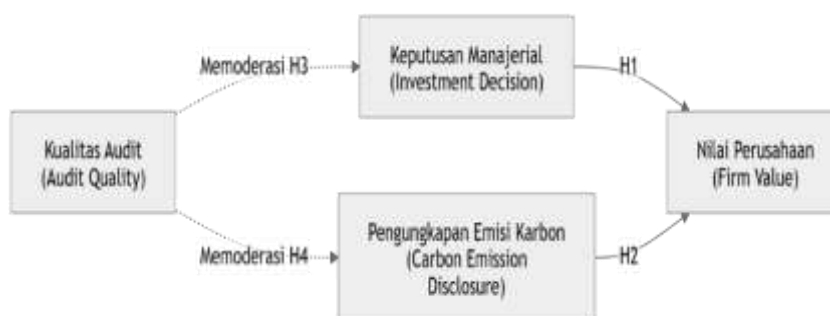 Memoderasi H3
Keputusan Manajerial
(Investment Decision)
H1
Kualitas Audit
(Audit Quality)
Nilai Perusahaan
(Firm Value)
Memoderasi H4
Pengungkapan Emisi Karbon
(Carbon Emission
Disclosure)
H2